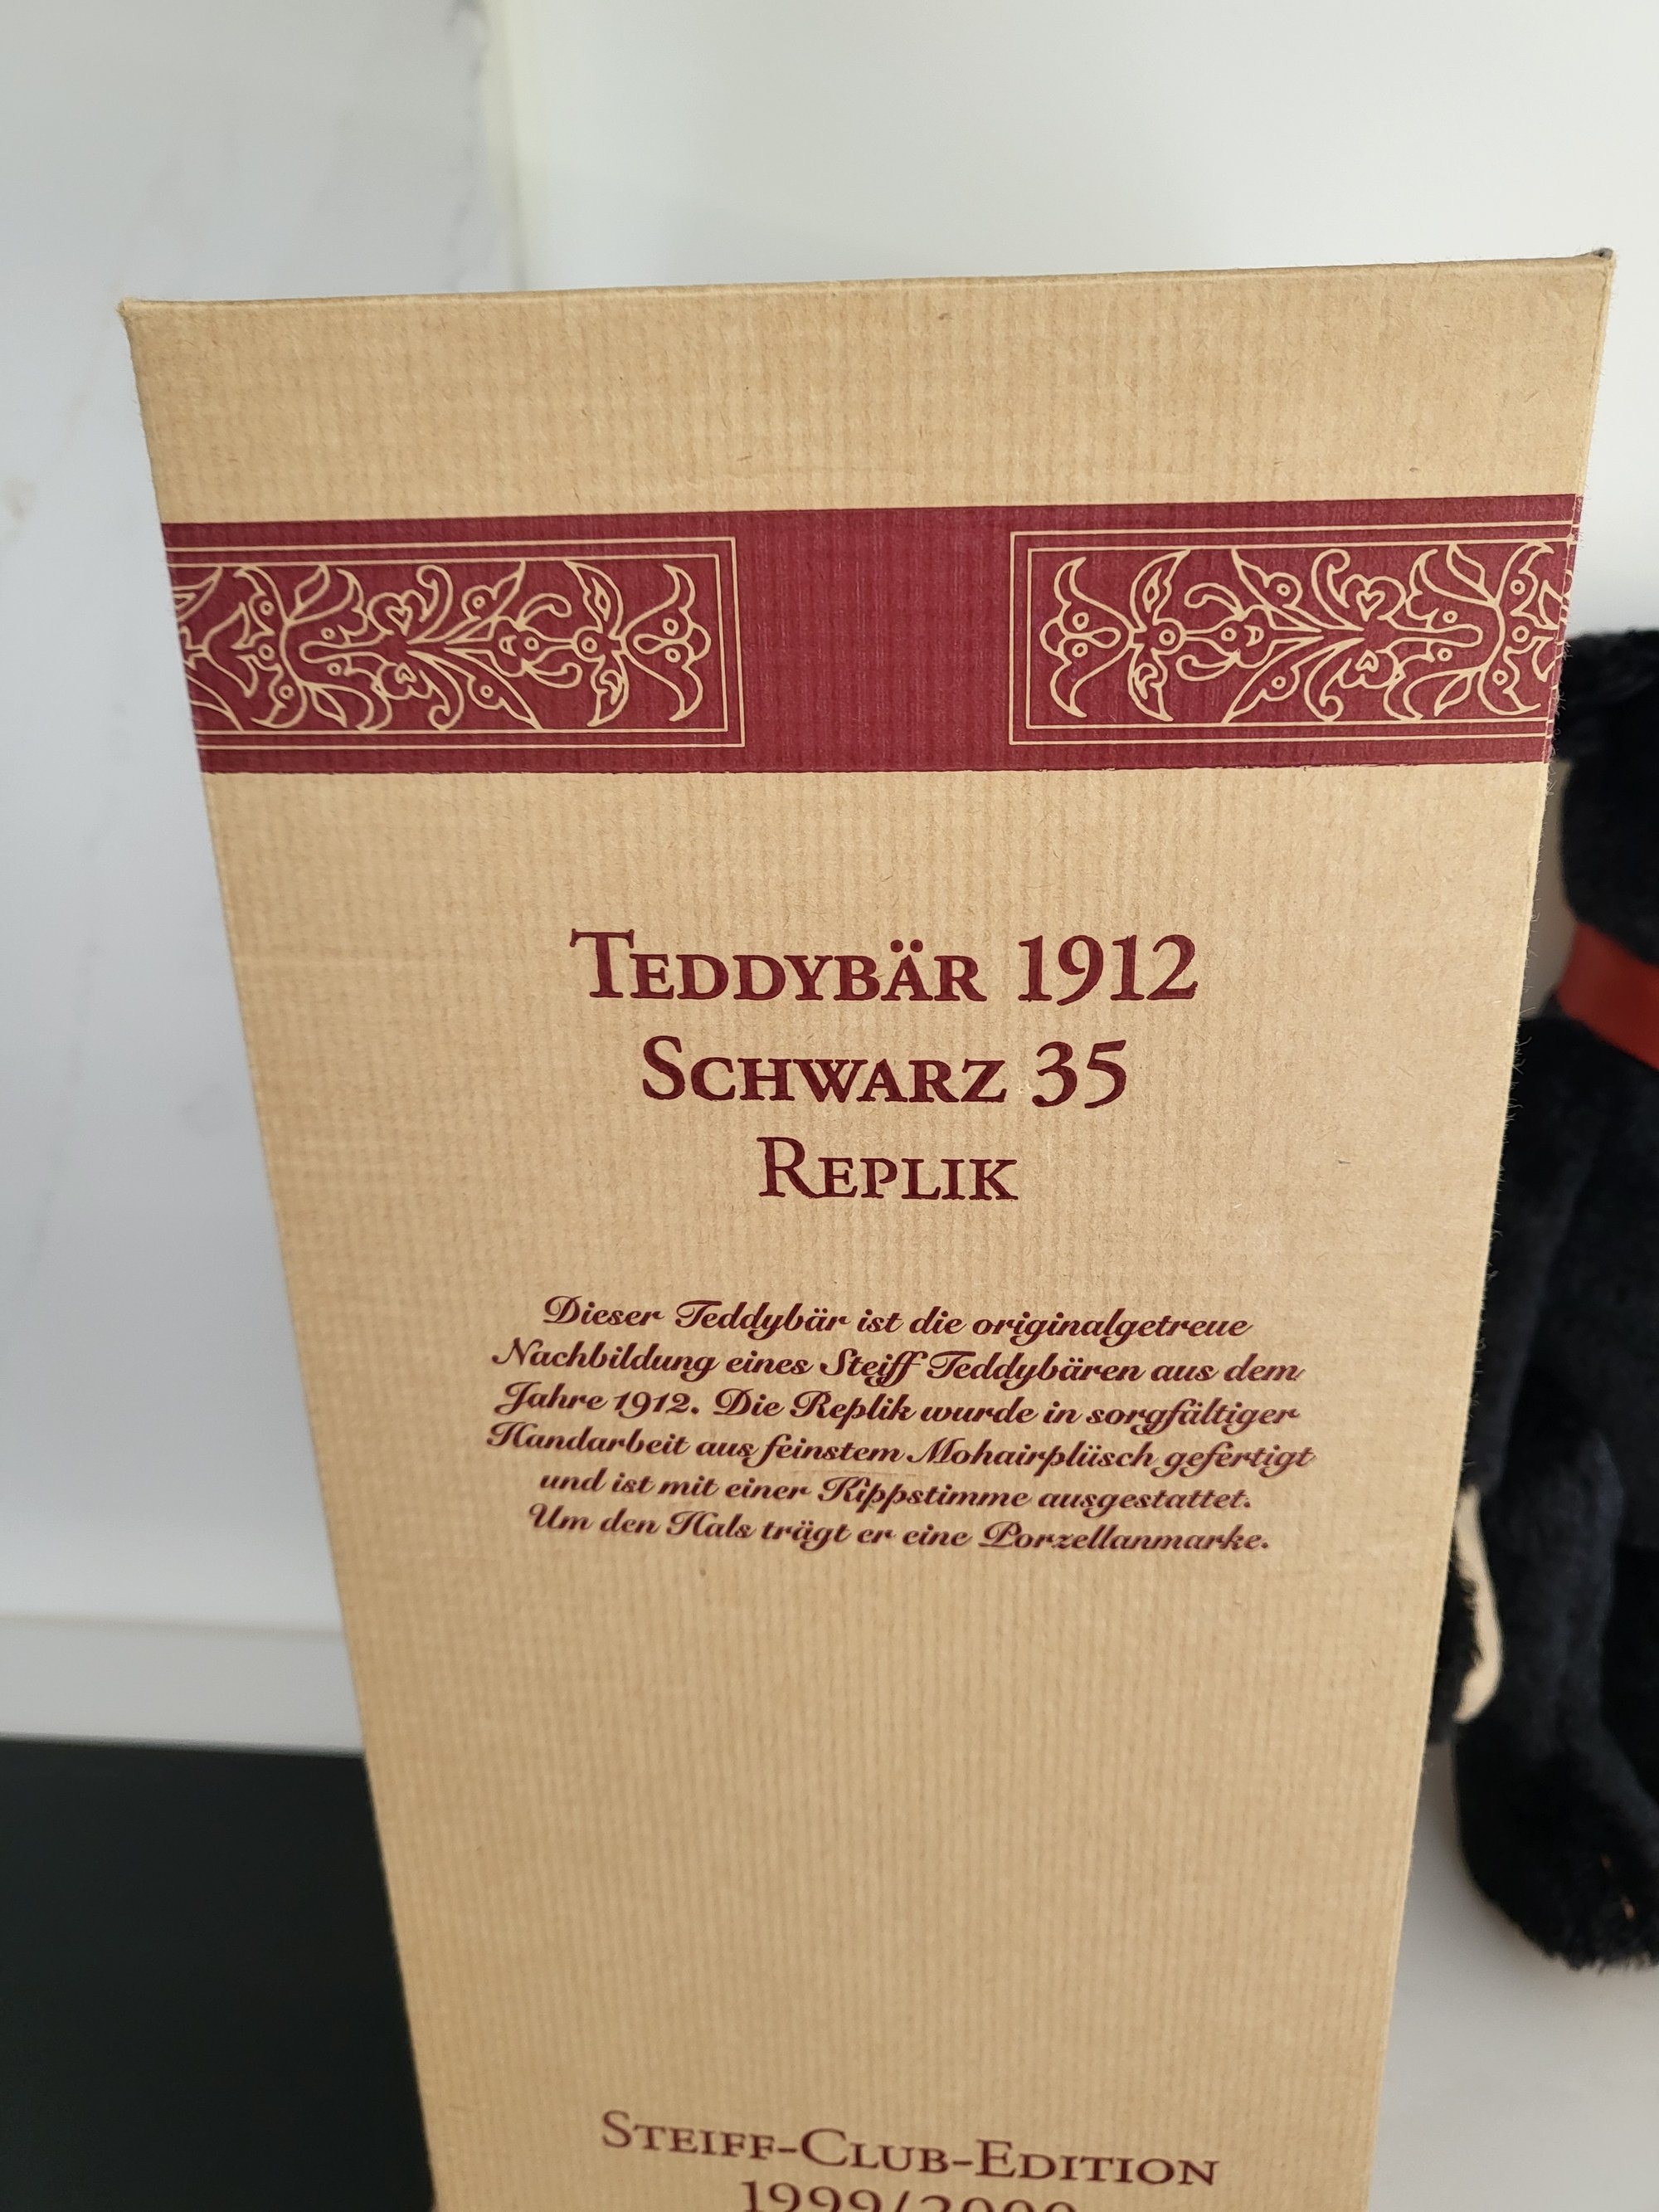 Teddybär 1912
Schwarz 35
Replik
Dieser Teddybär ist die originalgetreue
Nachbildung eines Steiff Teddybären aus dem
Jahre 1912. Die Replik wurde in sorgfältiger
Handarbeit aus feinstem Mohairplüsch gefertigt
und ist mit einer Kippstimme ausgestattet.
Um den Hals trägt er eine Porzellanmarke.
Steiff-Club-Edition
1999/2000